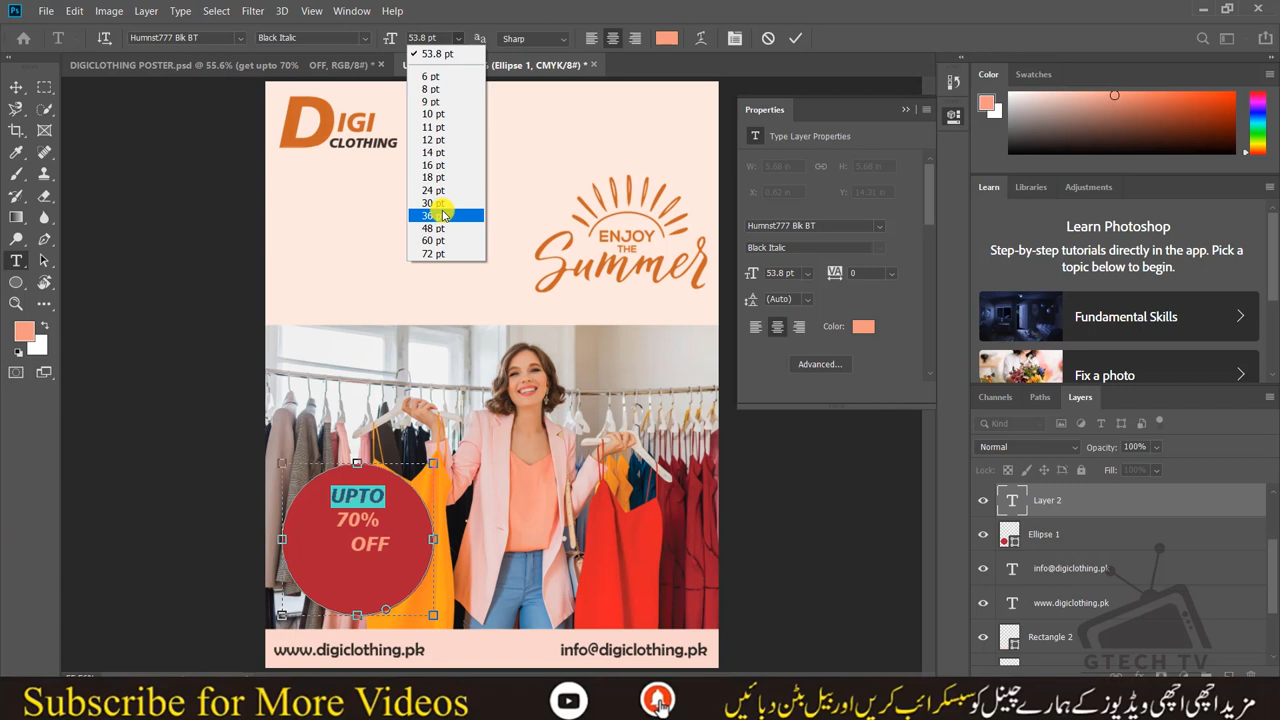 Ps File Edit Image Layer Type Select Filter 3D View Window Help
Humnst777 Blk BT Black Italic 53.8 pt aa Sharp
DIGICLOTHING POSTER.psd @ 55.6% (get upto 70% OFF, RGB/8#) *
(Ellipse 1, CMYK/8#) *
✓ 53.8 pt
6 pt
8 pt
9 pt
10 pt
11 pt
12 pt
14 pt
16 pt
18 pt
24 pt
30 pt
36 pt
48 pt
60 pt
72 pt
DIGI
CLOTHING
ENJOY
THE
Summer
UPTO
70%
OFF
www.digiclothing.pk
info@digiclothing.pk
Properties
T Type Layer Properties
W: 5.68 in H: 5.68 in
X: 0.62 in Y: 14.31 in
Humnst777 Blk BT
Black Italic
53.8 pt VA 0
(Auto)
Color:
Advanced...
Color Swatches
Learn Libraries Adjustments
Learn Photoshop
Step-by-step tutorials directly in the app. Pick a
topic below to begin.
Fundamental Skills
Fix a photo
Channels Paths Layers
Kind
Normal Opacity: 100%
Lock: Fill: 100%
T Layer 2
Ellipse 1
T info@digiclothing.pk
T www.digiclothing.pk
Rectangle 2
GTECH TV
Subscribe for More Videos
مزید اچھی اچھی ویڈیوز کے ہمارے چینل کو سبسکرائب کریں اور بیل بٹن دبائیں